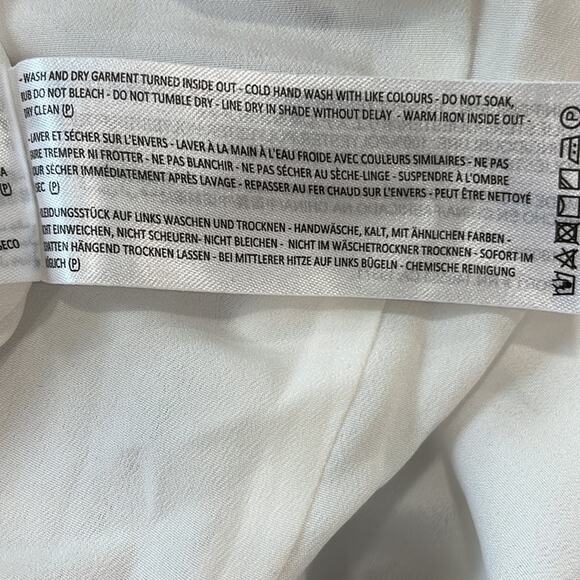 - WASH AND DRY GARMENT TURNED INSIDE OUT - COLD HAND WASH WITH LIKE COLOURS - DO NOT SOAK,
RUB DO NOT BLEACH - DO NOT TUMBLE DRY - LINE DRY IN SHADE WITHOUT DELAY - WARM IRON INSIDE OUT -
DRY CLEAN Ⓟ
- LAVER ET SÉCHER SUR L'ENVERS - LAVER À LA MAIN À L'EAU FROIDE AVEC COULEURS SIMILAIRES - NE PAS
FAIRE TREMPER NI FROTTER - NE PAS BLANCHIR - NE PAS SÉCHER AU SÈCHE-LINGE - SUSPENDRE À L'OMBRE
POUR SÉCHER IMMÉDIATEMENT APRÈS LAVAGE - REPASSER AU FER CHAUD SUR L'ENVERS - PEUT ÊTRE NETTOYÉ
SEC Ⓟ
LEIDUNGSSTÜCK AUF LINKS WASCHEN UND TROCKNEN - HANDWÄSCHE, KALT, MIT ÄHNLICHEN FARBEN -
CHT EINWEICHEN, NICHT SCHEUERN- NICHT BLEICHEN - NICHT IM WÄSCHETROCKNER TROCKNEN - SOFORT IM
HATTEN HÄNGEND TROCKNEN LASSEN - BEI MITTLERER HITZE AUF LINKS BÜGELN - CHEMISCHE REINIGUNG
ÖGLICH Ⓟ
A
Ⓟ
SECO
Ⓟ